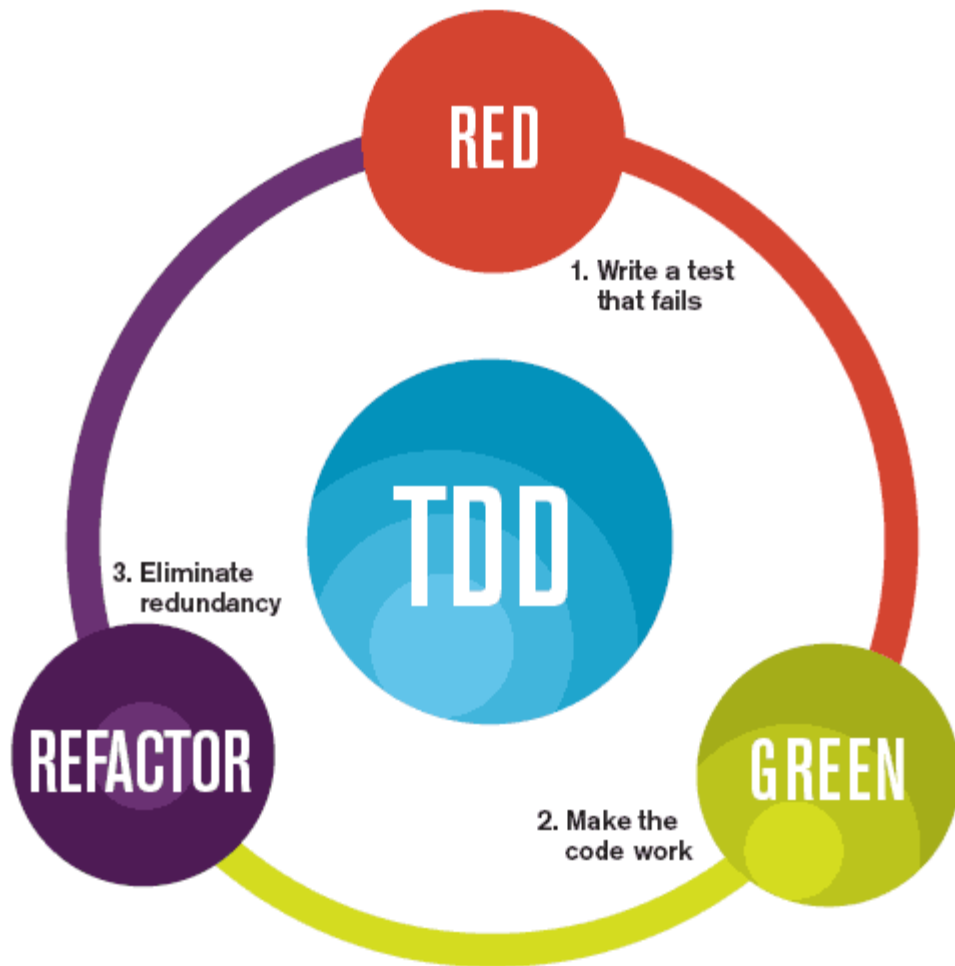 RED
1. Write a test
that fails
TDD
3. Eliminate
redundancy
REFACTOR
GREEN
2. Make the
code work